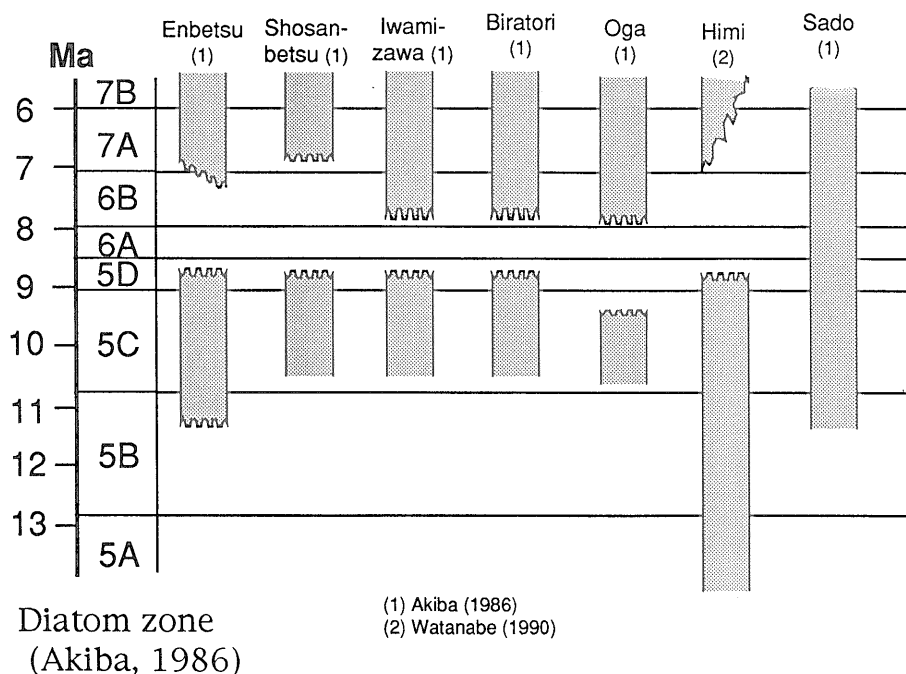 Enbetsu
(1)
Shosan-
betsu (1)
Iwami-
zawa (1)
Biratori
(1)
Oga
(1)
Himi
(2)
Sado
(1)
Ma
7B
6
7A
7
6B
8
6A
5D
9
5C
10
11
5B
12
13
5A
(1) Akiba (1986)
(2) Watanabe (1990)
Diatom zone
(Akiba, 1986)